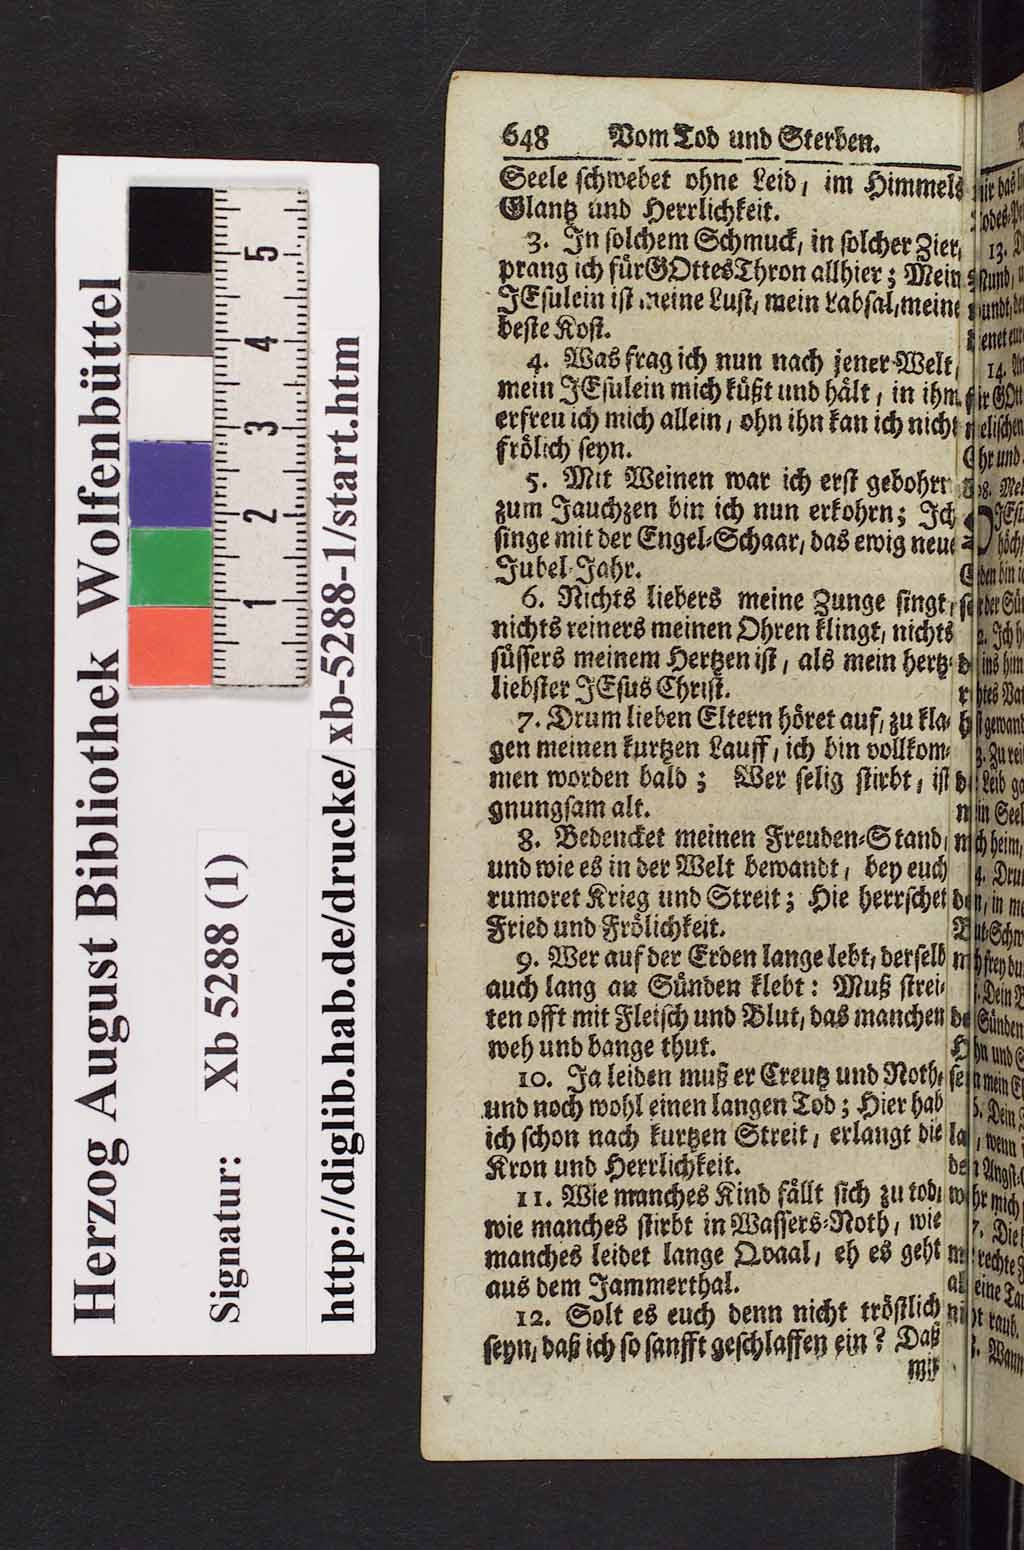 Herzog August Bibliothek Wolfenbüttel
Signatur: Xb 5288 (1)
http://diglib.hab.de/drucke/xb-5288-1/start.htm
5
4
3
2
1
648 Vom Tod und Sterben.
Seele schwebet ohne Leid, im Himmels
Glantz und Herrlichkeit.
3. In solchem Schmuck, in solcher Zier,
prang ich für GOttes Thron allhier; Mein
JEsulein ist meine Lust, mein Labsal, meine
beste Kost.
4. Was frag ich nun nach jener Welt,
mein JEsulein mich küßt und hält, in ihm
erfreu ich mich allein, ohn ihn kan ich nicht
frölich seyn.
5. Mit Weinen war ich erst gebohrn
zum Jauchzen bin ich nun erkohrn; Ich
singe mit der Engel-Schaar, das ewig neue
Jubel-Jahr.
6. Nichts liebers meine Zunge singt,
nichts reiners meinen Ohren klingt, nichts
süssers meinem Hertzen ist, als mein hertz-
liebster JEsus Christ.
7. Drum lieben Eltern höret auf, zu kla-
gen meinen kurtzen Lauff, ich bin vollkom-
men worden bald; Wer selig stirbt, ist
gnungsam alt.
8. Bedencket meinen Freuden-Stand,
und wie es in der Welt bewandt, bey euch
rumoret Krieg und Streit; Hie herrschet
Fried und Frölichkeit.
9. Wer auf der Erden lange lebt, derselb
auch lang an Sünden klebt: Muß strei-
ten offt mit Fleisch und Blut, das manchen
weh und bange thut.
10. Ja leiden muß er Creutz und Noth,
und noch wohl einen langen Tod; Hier hab
ich schon nach kurtzen Streit, erlangt die
Kron und Herrlichkeit.
11. Wie manches Kind fällt sich zu tod,
wie manches stirbt in Wassers-Noth, wie
manches leidet lange Qvaal, eh es geht
aus dem Jammerthal.
12. Solt es euch denn nicht tröstlich
seyn, daß ich so sanfft geschlaffen ein? Daß
mir